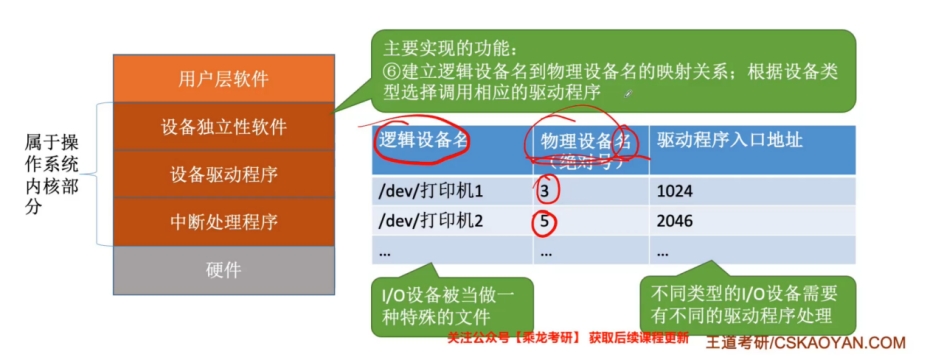 主要实现的功能：
⑥建立逻辑设备名到物理设备名的映射关系；根据设备类
型选择调用相应的驱动程序
用户层软件
设备独立性软件
设备驱动程序
中断处理程序
硬件
属于操
作系统
内核部
分
逻辑设备名 物理设备名 驱动程序入口地址
（绝对号）
/dev/打印机1 3 1024
/dev/打印机2 5 2046
... ... ...
I/O设备被当做一
种特殊的文件
不同类型的I/O设备需要
有不同的驱动程序处理
关注公众号【乘龙考研】 获取后续课程更新
王道考研/CSKAOYAN.COM